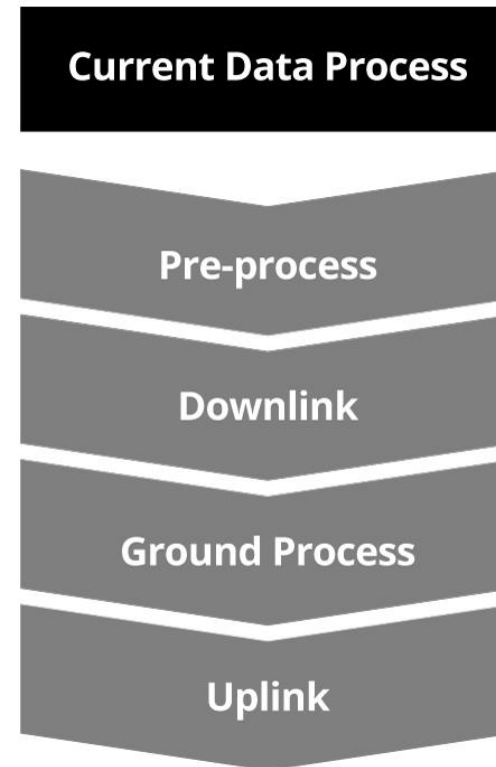 Current Data Process
Pre-process
Downlink
Ground Process
Uplink